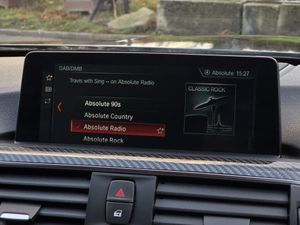 DAB/DMB
Absolute 15:27
Travis with Sing -- on Absolute Radio
CLASSIC ROCK
Absolute 90s
Absolute Country
Absolute Radio
Absolute Rock